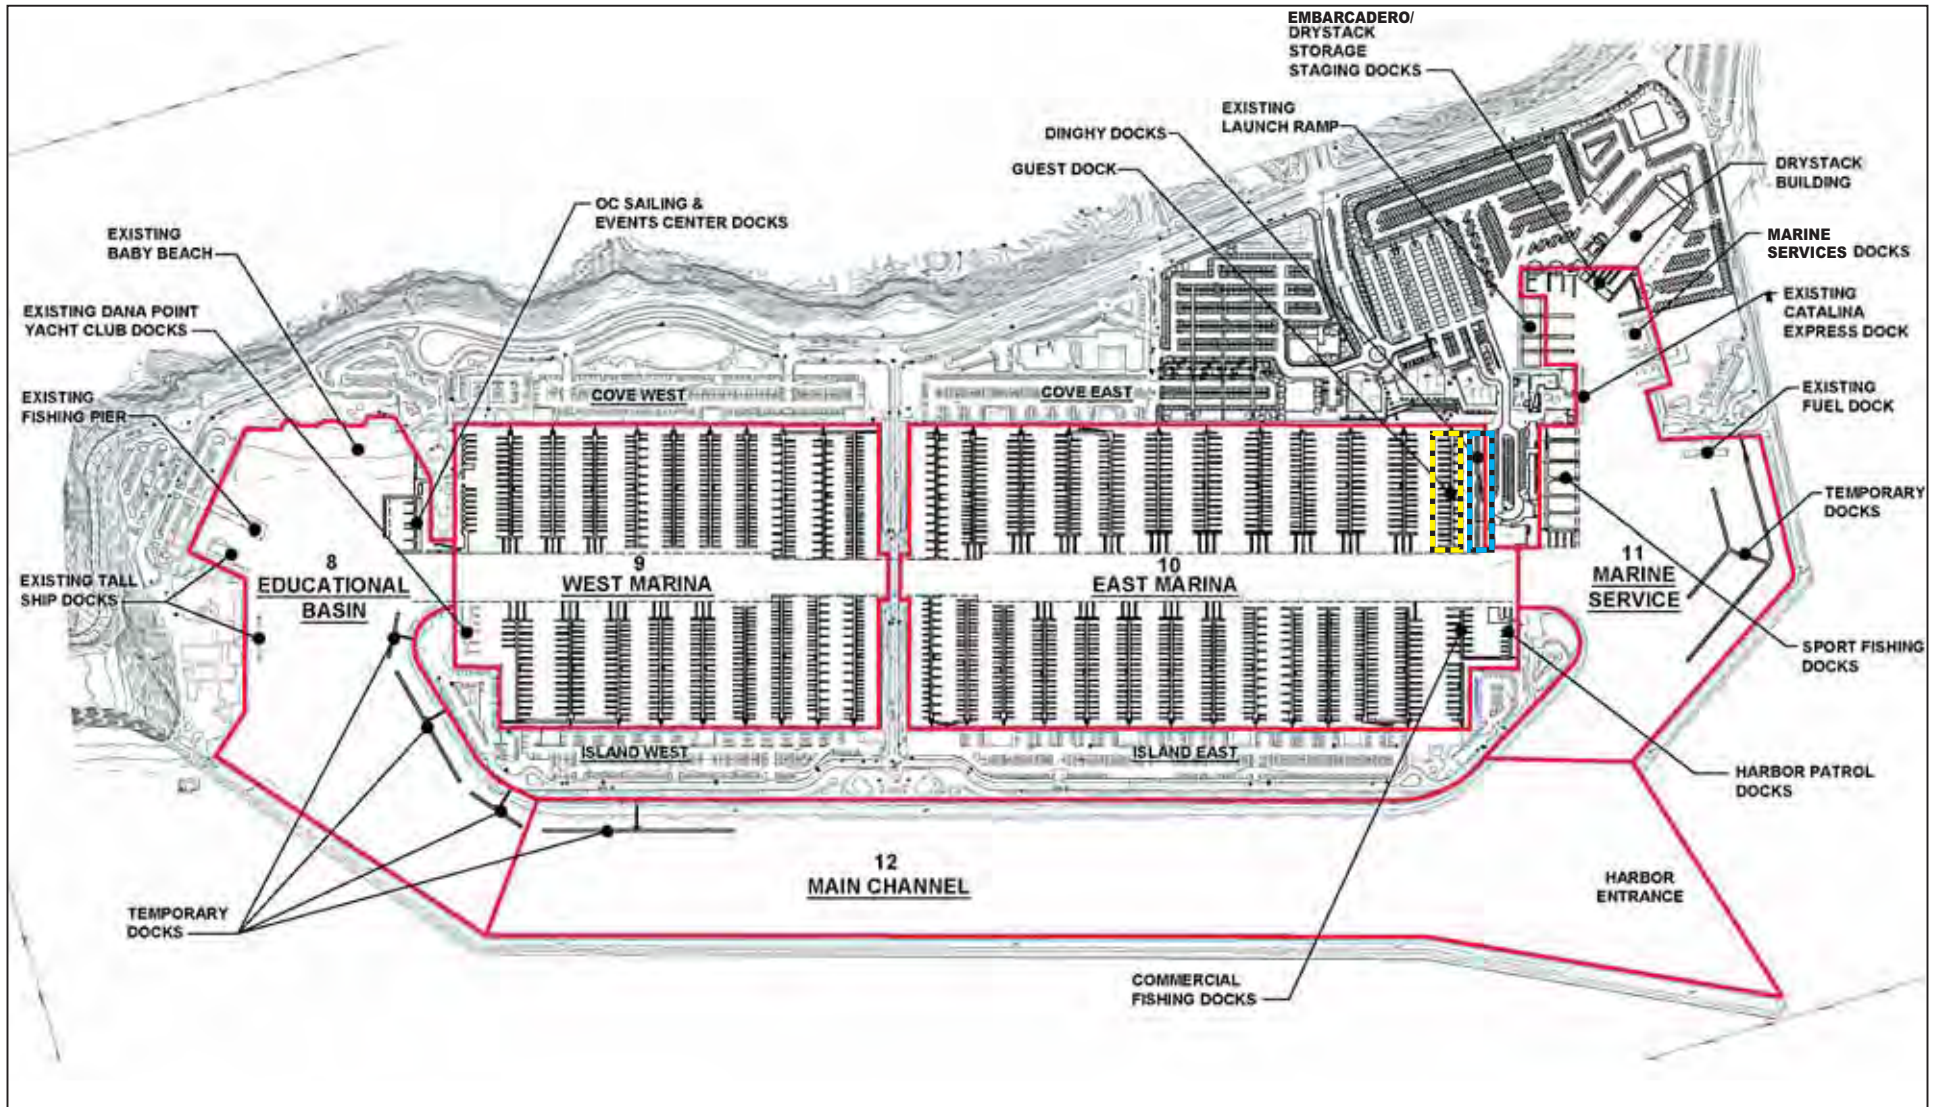 EMBARCADERO/
DRYSTACK
STORAGE
STAGING DOCKS
EXISTING
LAUNCH RAMP
DINGHY DOCKS
GUEST DOCK
DRYSTACK
BUILDING
OC SAILING &
EVENTS CENTER DOCKS
EXISTING
BABY BEACH
MARINE
SERVICES DOCKS
EXISTING
CATALINA
EXPRESS DOCK
EXISTING DANA POINT
YACHT CLUB DOCKS
EXISTING
FISHING PIER
COVE WEST
COVE EAST
EXISTING
FUEL DOCK
TEMPORARY
DOCKS
EXISTING TALL
SHIP DOCKS
8
EDUCATIONAL
BASIN
9
WEST MARINA
10
EAST MARINA
11
MARINE
SERVICE
SPORT FISHING
DOCKS
ISLAND WEST
ISLAND EAST
HARBOR PATROL
DOCKS
12
MAIN CHANNEL
HARBOR
ENTRANCE
TEMPORARY
DOCKS
COMMERCIAL
FISHING DOCKS